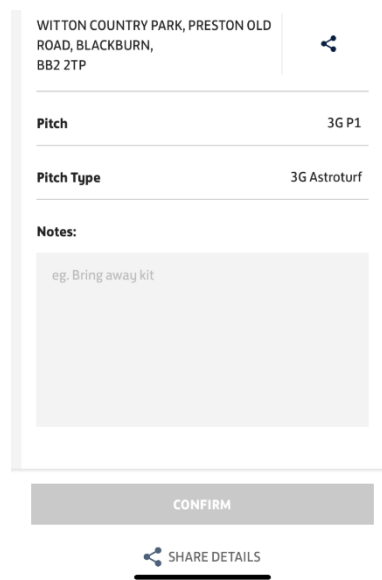 WITTON COUNTRY PARK, PRESTON OLD
ROAD, BLACKBURN,
BB2 2TP
Pitch 3G P1
Pitch Type 3G Astroturf
Notes:
eg. Bring away kit
CONFIRM
SHARE DETAILS